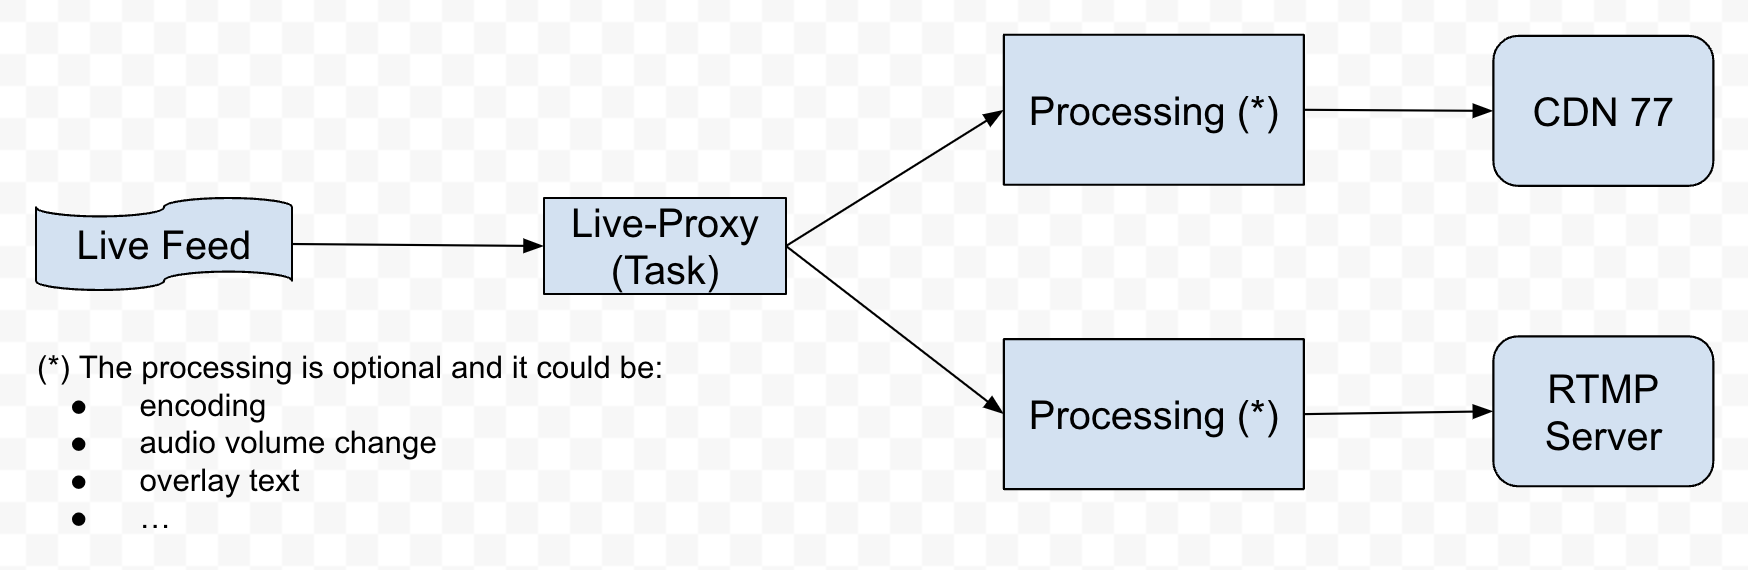 Processing (*)
CDN 77
Live Feed
Live-Proxy
(Task)
Processing (*)
RTMP
Server
(*) The processing is optional and it could be:
● encoding
● audio volume change
● overlay text
● …